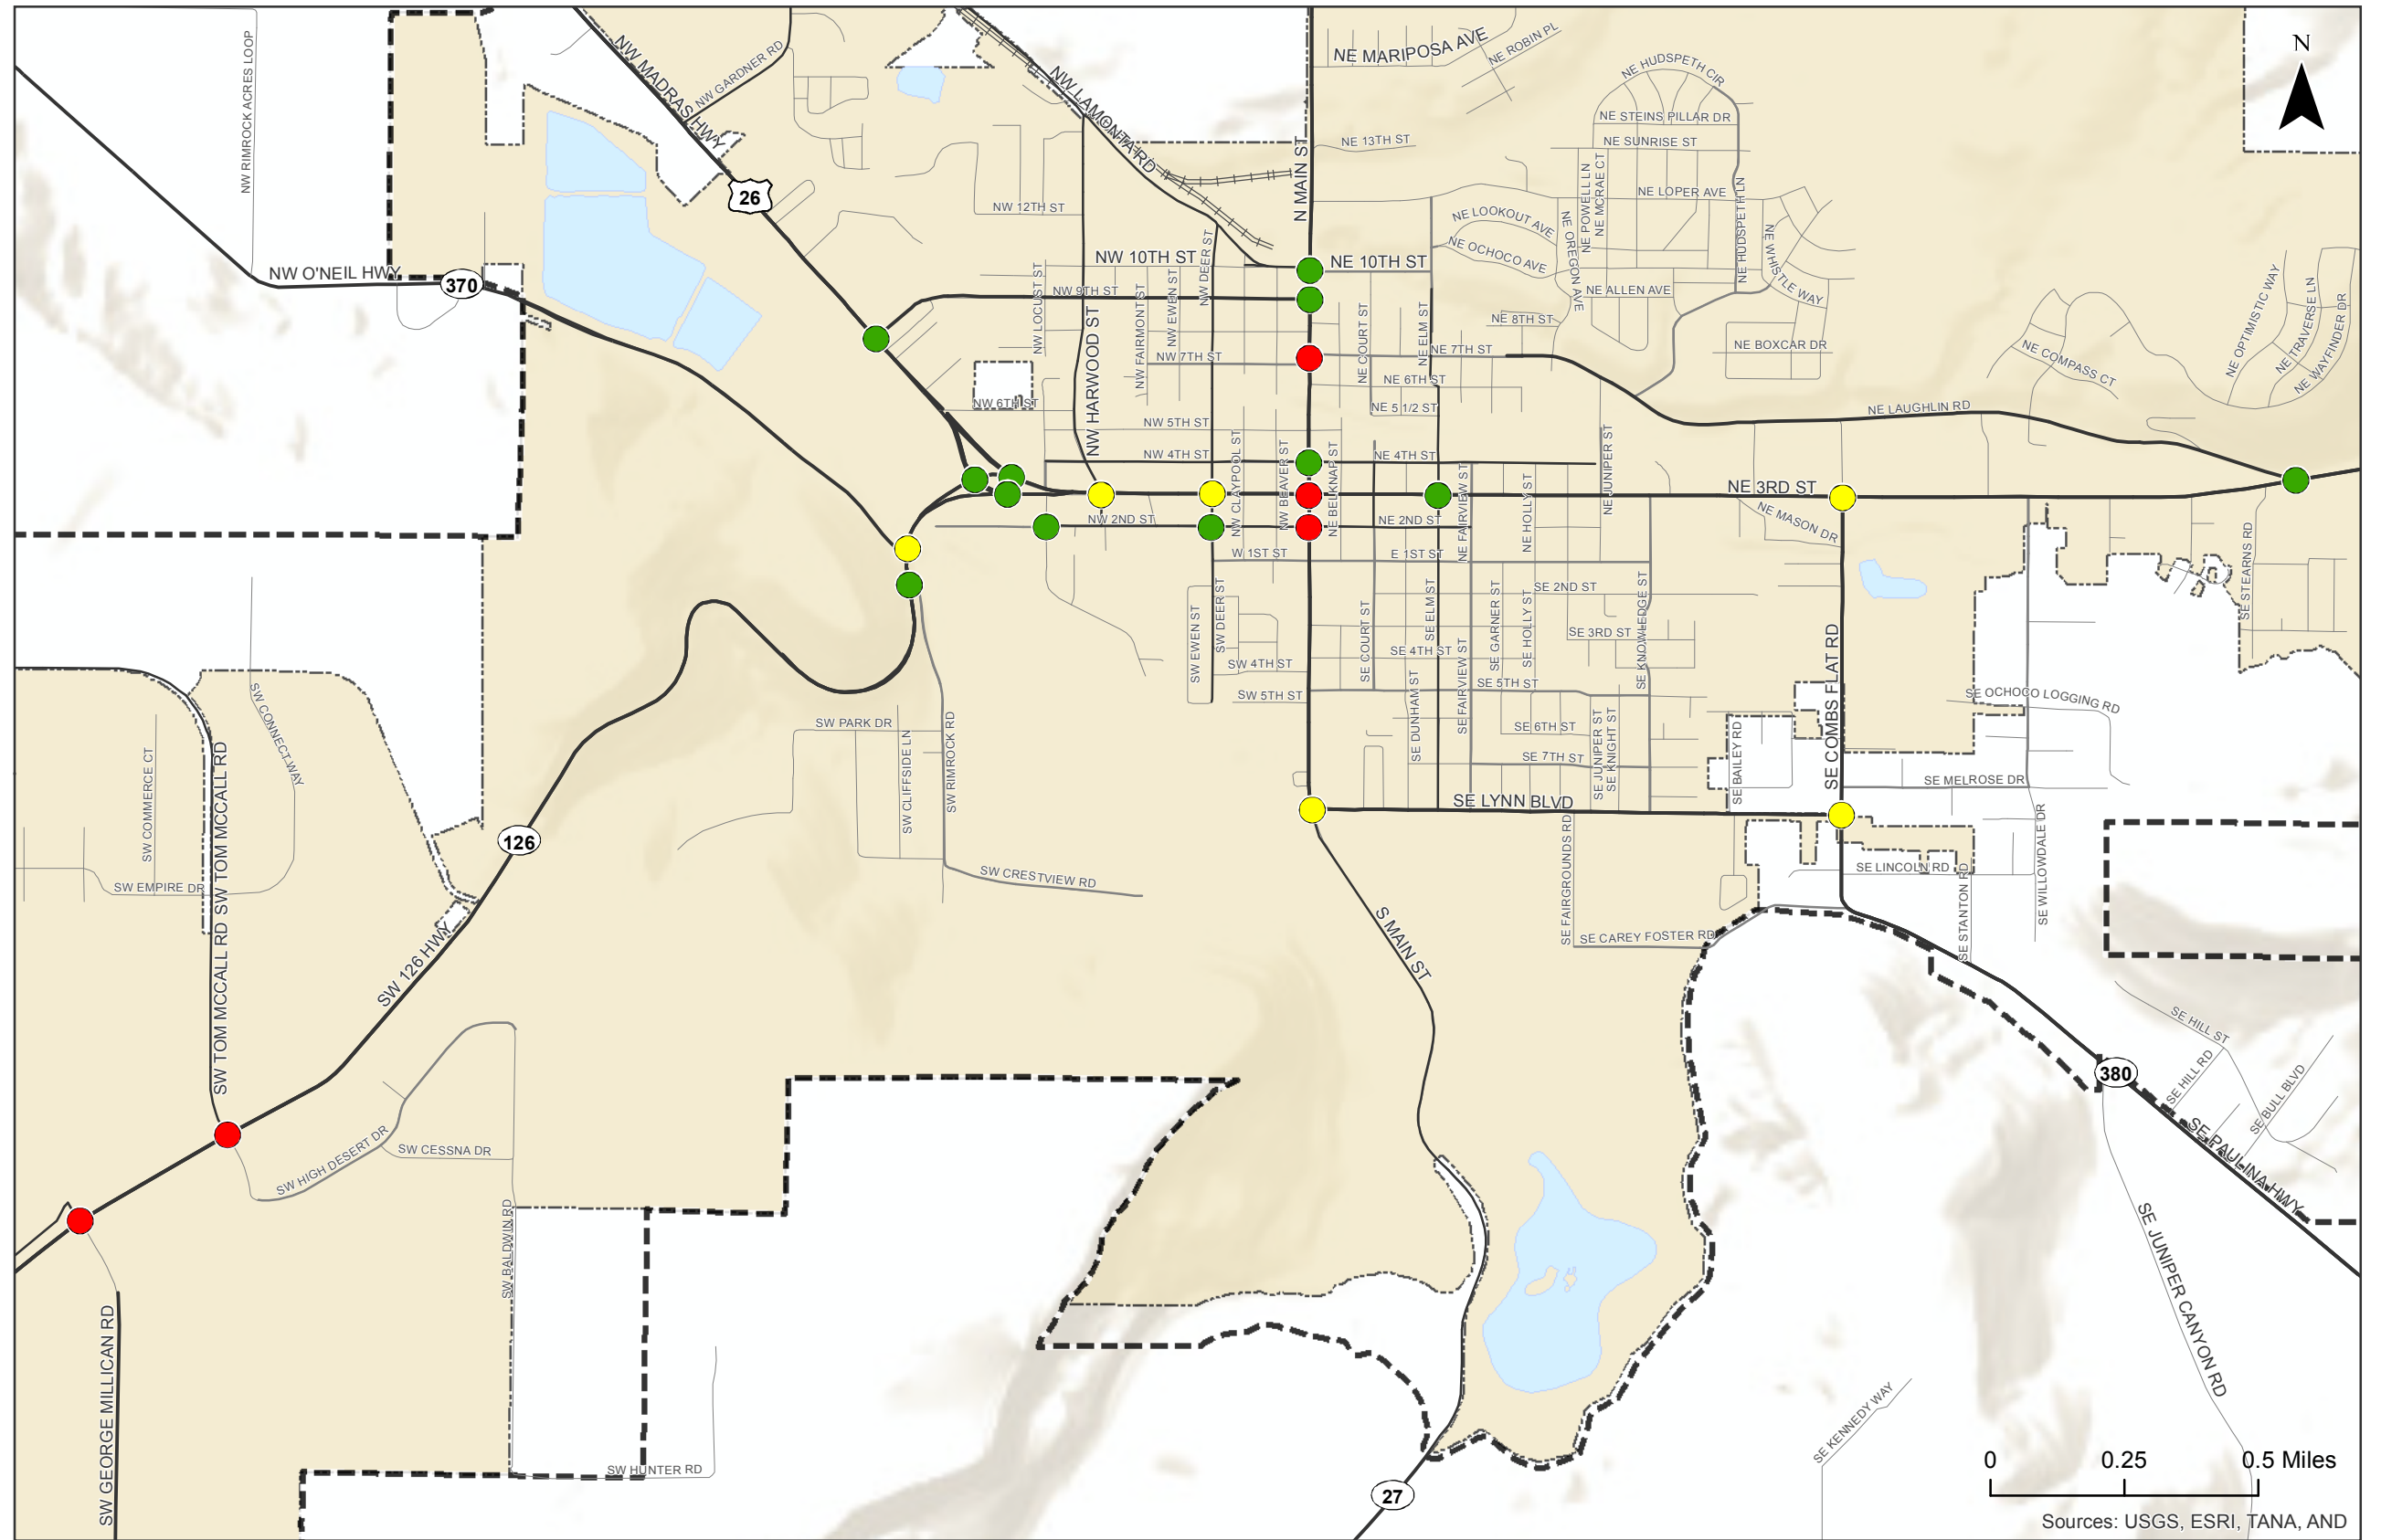 NW RIMROCK ACRES LOOP
NW MADRAS HWY
NW GARDNER RD
NW LAMONTA RD
N MAIN ST
NE MARIPOSA AVE
NE ROBIN PL
NE HUDSPETH CIR
NE STEINS PILLAR DR
NE 13TH ST
NE SUNRISE ST
N
26
NW 12TH ST
NE POWELL LN
NE MCRAE CT
NE LOPER AVE
NE HUDSPETH LN
NE LOOKOUT AVE
NE OREGON AVE
NE OCHOCO AVE
NE WHISTLE WAY
NW O'NEIL HWY
370
NW 10TH ST
NW DEER ST
NE 10TH ST
NW LOCUST ST
NW 9TH ST
NW FAIRMONT ST
NW EWEN ST
NE ALLEN AVE
NE OPTIMISTIC WAY
NE TRAVERSE LN
NE WAYFINDER DR
NW HARWOOD ST
NE COURT ST
NE ELM ST
NE 8TH ST
NW 7TH ST
NE 7TH ST
NE BOXCAR DR
NE COMPASS CT
NE 6TH ST
NW 6TH ST
NE 5 1/2 ST
NE LAUGHLIN RD
NW 5TH ST
NW 4TH ST
NE 4TH ST
NW CLAYPOOL ST
NW BEAVER ST
NE BELKNAP ST
NE FAIRVIEW ST
NE HOLLY ST
NE JUNIPER ST
NE 3RD ST
NE MASON DR
NW 2ND ST
NE 2ND ST
W 1ST ST
E 1ST ST
SE 2ND ST
SE STEARNS RD
SW EWEN ST
SW DEER ST
SE COURT ST
SE ELM ST
SE GARNER ST
SE HOLLY ST
SE 3RD ST
SE KNOWLEDGE ST
SE COMBS FLAT RD
SW 4TH ST
SE 4TH ST
SE FAIRVIEW ST
SW 5TH ST
SE DUNHAM ST
SE 5TH ST
SE OCHOCO LOGGING RD
SW CONNECT WAY
SW COMMERCE CT
SW TOM MCCALL RD
SW TOM MCCALL RD
SW PARK DR
SW CLIFFSIDE LN
SW RIMROCK RD
SE 6TH ST
SE JUNIPER ST
SE KNIGHT ST
SE 7TH ST
SE BAILEY RD
SE MELROSE DR
SE LYNN BLVD
126
SW EMPIRE DR
SW CRESTVIEW RD
SE FAIRGROUNDS RD
SE LINCOLN RD
SE STANTON RD
SE WILLOWDALE DR
SW 126 HWY
S MAIN ST
SE CAREY FOSTER RD
SE HILL ST
380
SE HILL RD
SE BULL BLVD
SE PAULINA HWY
SW HIGH DESERT DR
SW CESSNA DR
SW BALDWIN RD
SE JUNIPER CANYON RD
SW GEORGE MILLICAN RD
SE KENNEDY WAY
SW HUNTER RD
27
0 0.25 0.5 Miles
Sources: USGS, ESRI, TANA, AND